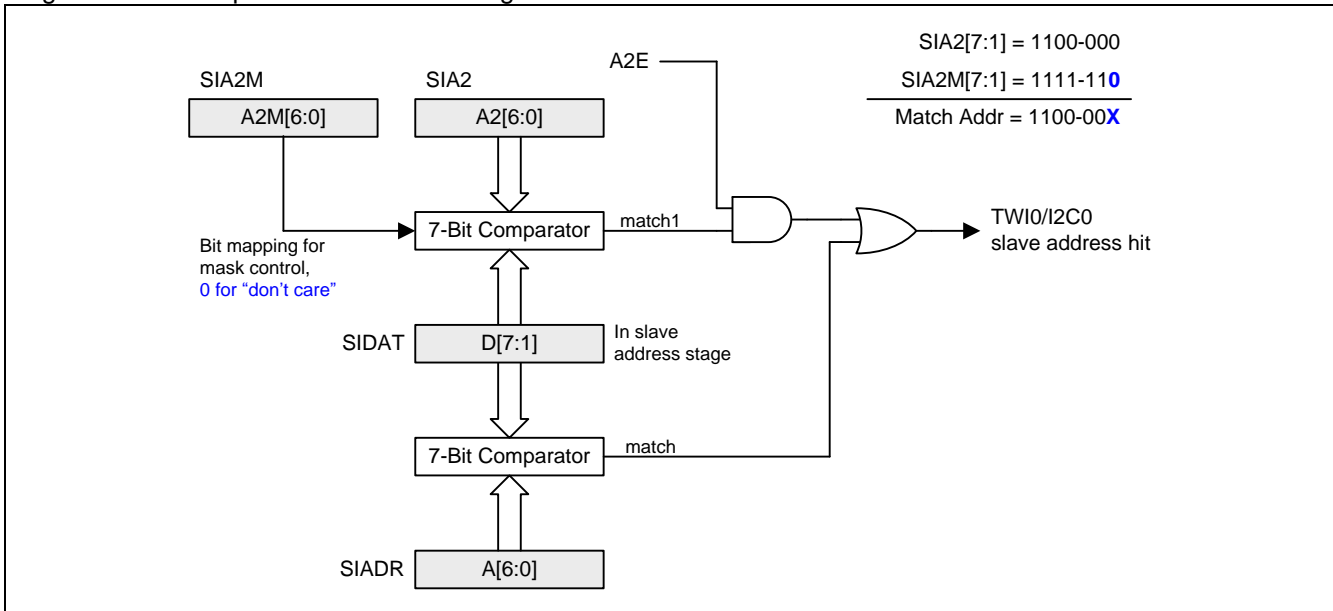 A2E
SIA2[7:1] = 1100-000
SIA2M[7:1] = 1111-110
Match Addr = 1100-00X
SIA2M
SIA2
A2M[6:0]
A2[6:0]
7-Bit Comparator
match1
Bit mapping for
mask control,
0 for “don’t care”
TWI0/I2C0
slave address hit
SIDAT
D[7:1]
In slave
address stage
7-Bit Comparator
match
SIADR
A[6:0]